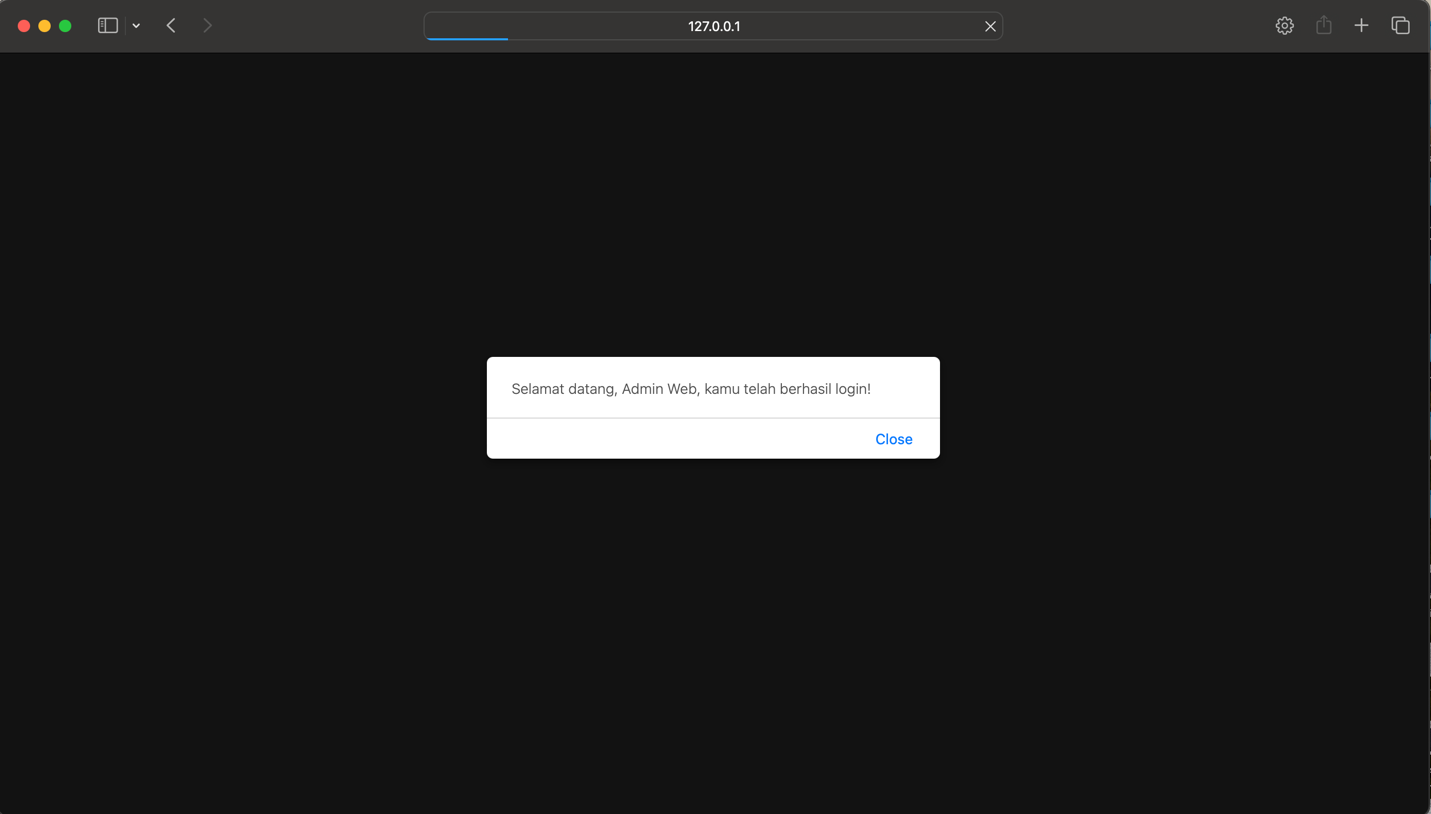 127.0.0.1
Selamat datang, Admin Web, kamu telah berhasil login!
Close